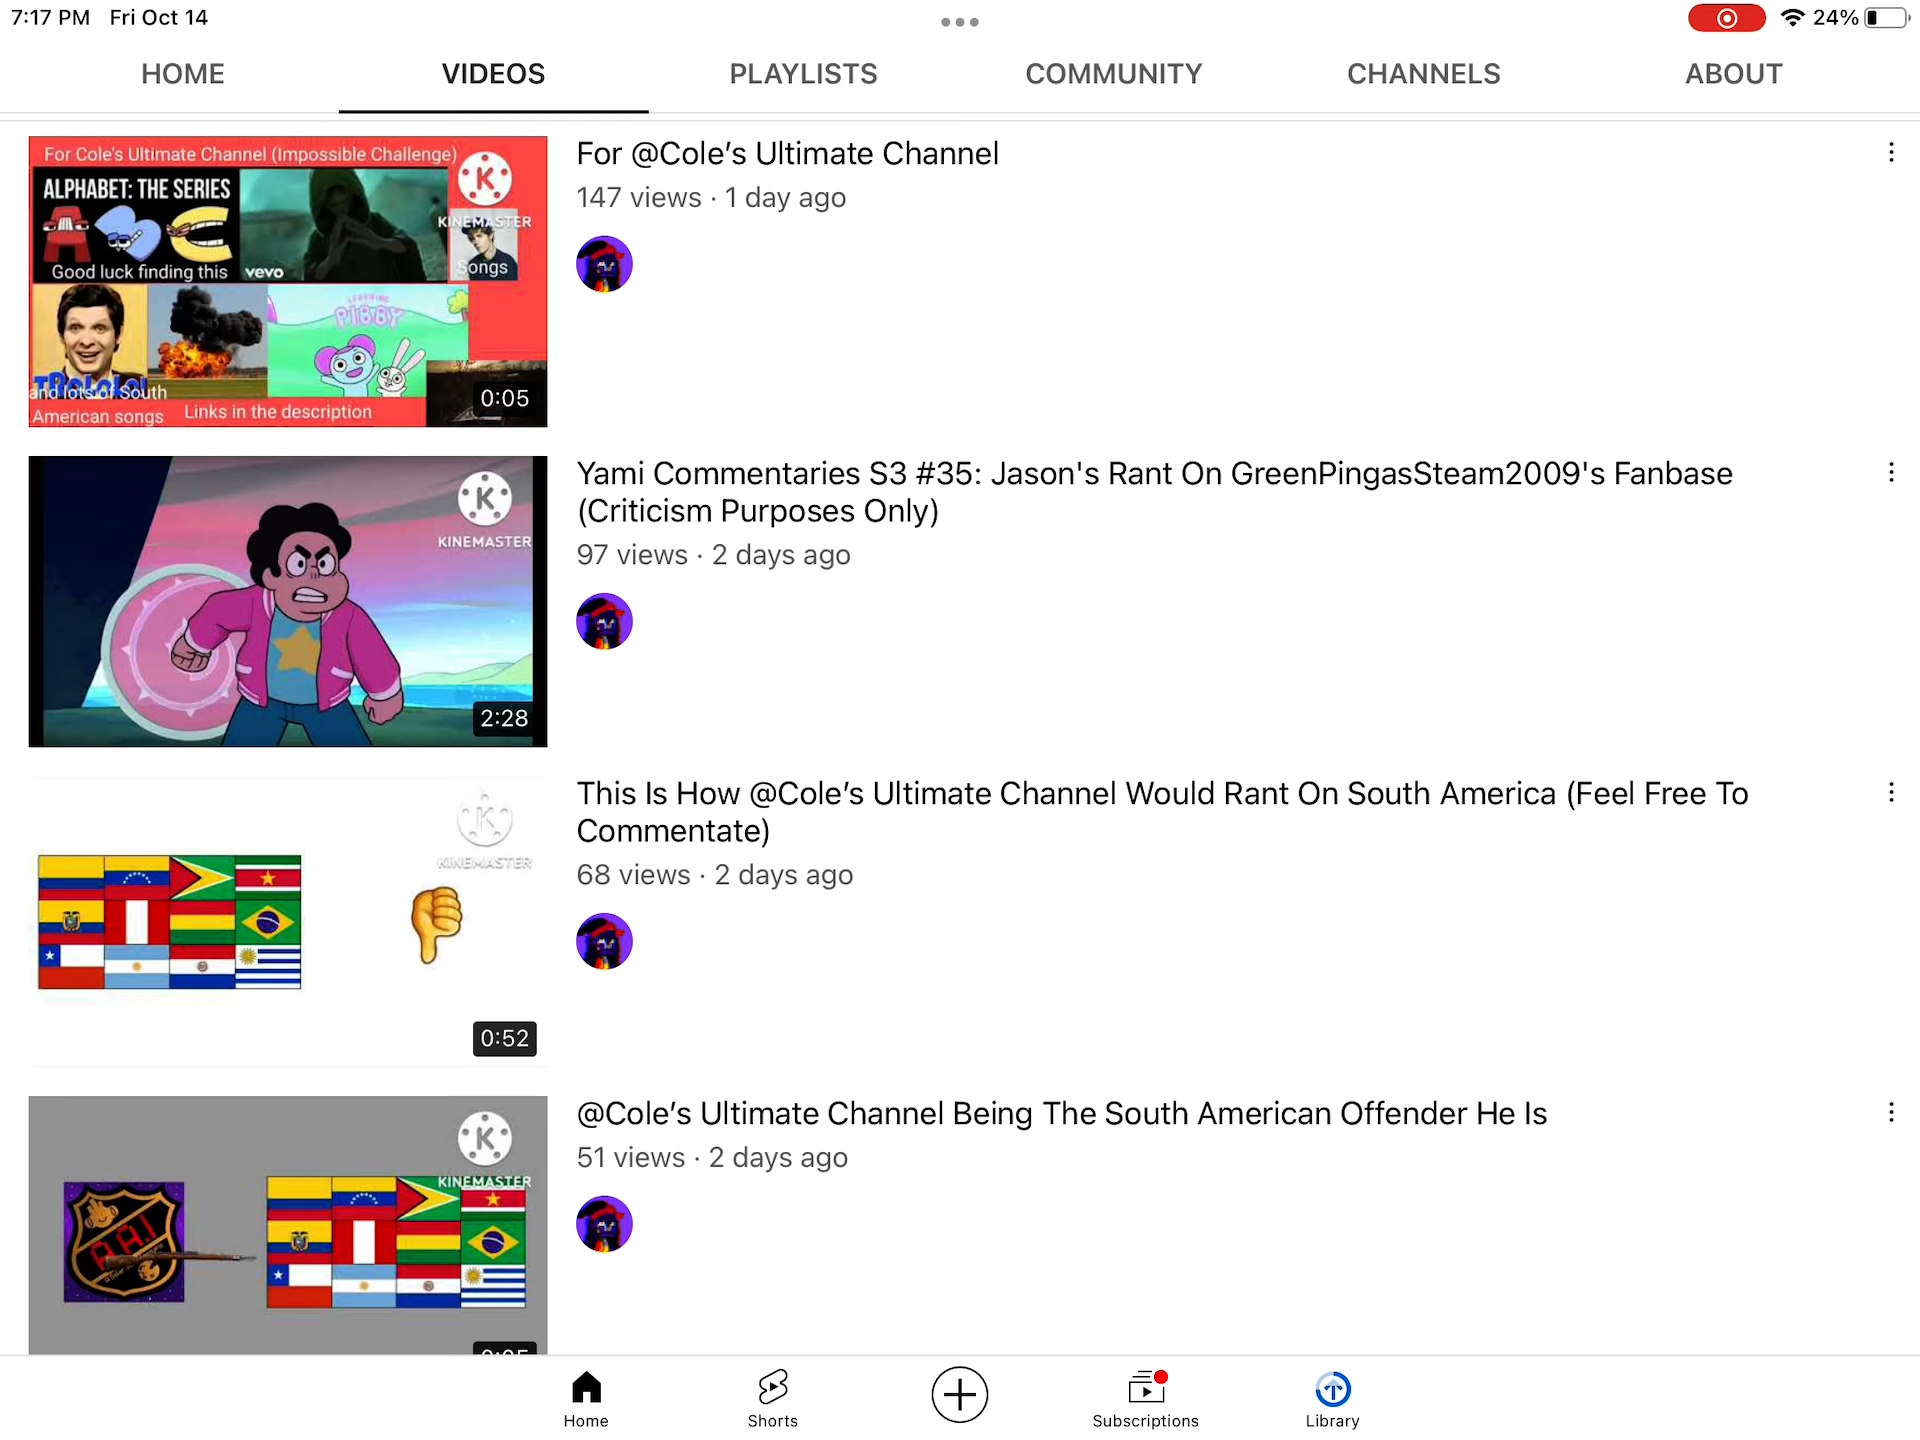 7:17 PM Fri Oct 14
24%
HOME VIDEOS PLAYLISTS COMMUNITY CHANNELS ABOUT
For Cole's Ultimate Channel (Impossible Challenge)
ALPHABET: THE SERIES
KINEMASTER
Good luck finding this
vevo
Songs
LEARNING
PIBBY
and lots of South
American songs
Links in the description
0:05
For @Cole's Ultimate Channel
147 views · 1 day ago
KINEMASTER
2:28
Yami Commentaries S3 #35: Jason's Rant On GreenPingasSteam2009's Fanbase
(Criticism Purposes Only)
97 views · 2 days ago
KINEMASTER
0:52
This Is How @Cole's Ultimate Channel Would Rant On South America (Feel Free To
Commentate)
68 views · 2 days ago
KINEMASTER
@Cole's Ultimate Channel Being The South American Offender He Is
51 views · 2 days ago
Home Shorts Subscriptions Library